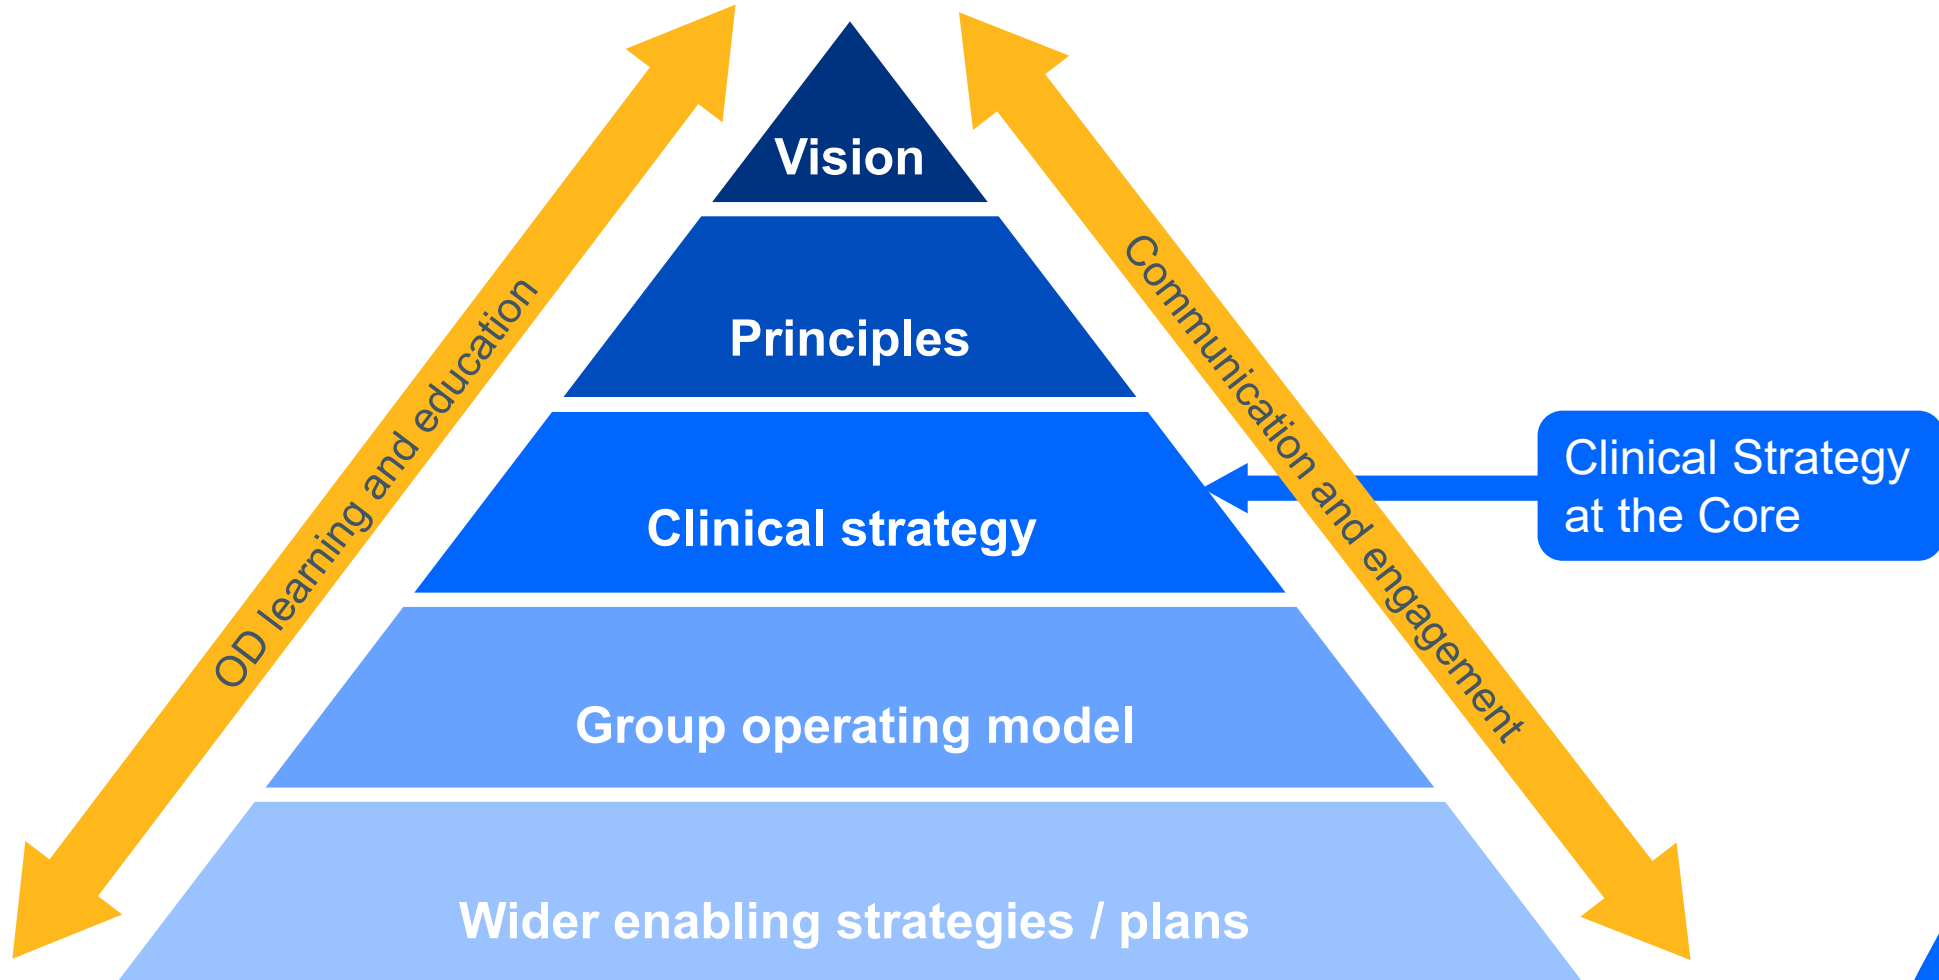 Vision
Principles
Clinical strategy
Group operating model
Wider enabling strategies / plans
OD learning and education
Communication and engagement
Clinical Strategy
at the Core